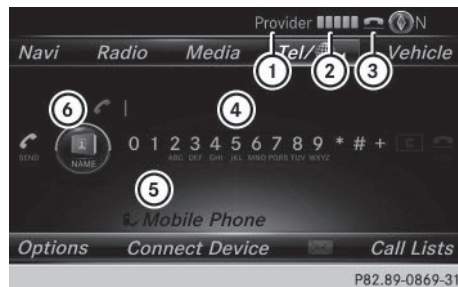 Provider N
Navi Radio Media Tel/ Vehicle
1 2 3
6 4
SEND NAME 0 1 2 3 4 5 6 7 8 9 * # + C
ABC DEF GHI JKL MNO PQRS TUV WXYZ
5
Mobile Phone
Options Connect Device Call Lists
P82.89-0869-31